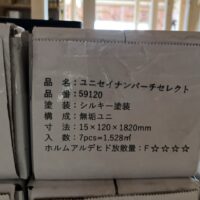 品名：ユニセイナンバーチセレクト
品番：59120
塗装：シルキー塗装
構成：無垢ユニ
寸法：15×120×1820mm
入数：7pcs=1.528㎡
ホルムアルデヒド放散量：F☆☆☆☆